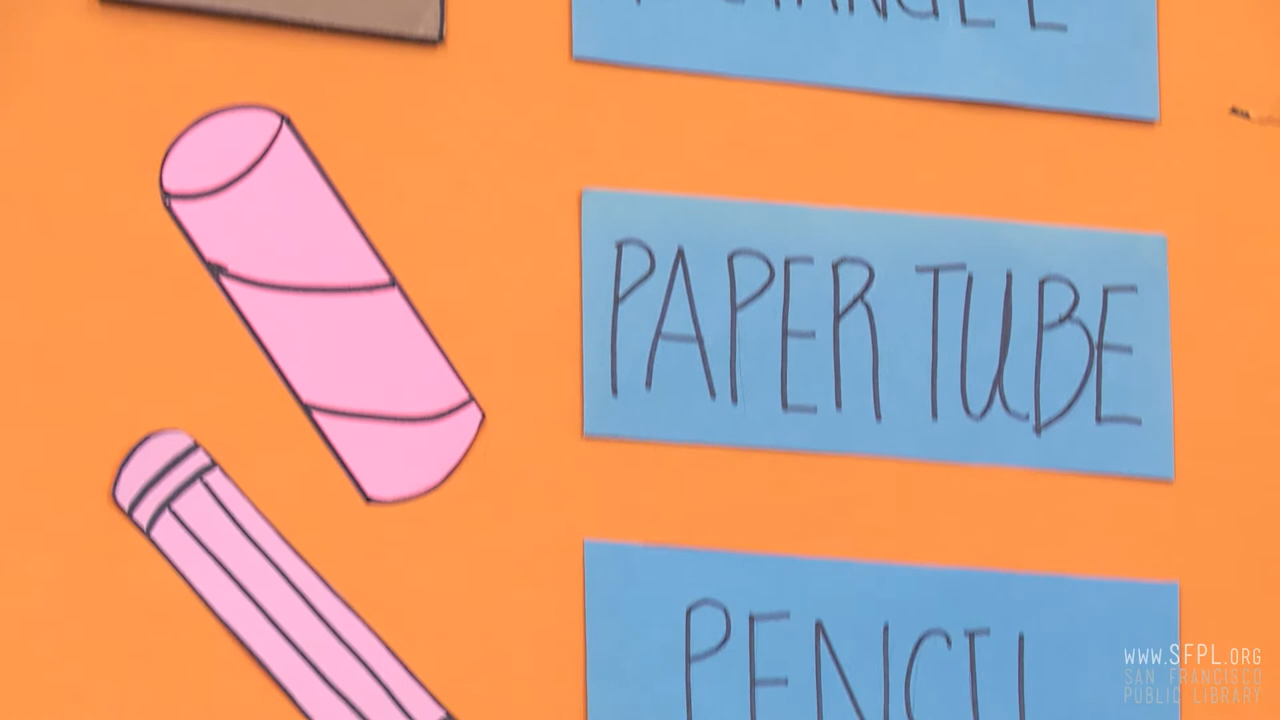 PAPER TUBE
PENCIL
WWW.SFPL.ORG
SAN FRANCISCO
PUBLIC LIBRARY